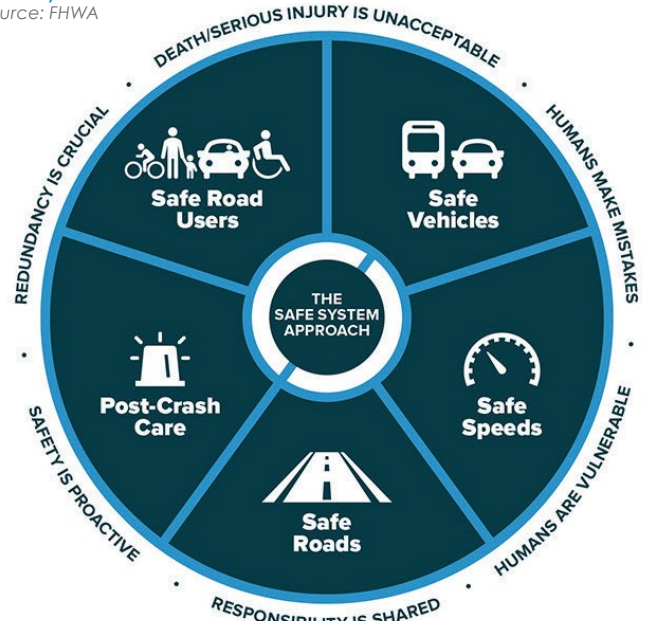 urce: FHWA
DEATH/SERIOUS INJURY IS UNACCEPTABLE
HUMANS MAKE MISTAKES
HUMANS ARE VULNERABLE
RESPONSIBILITY IS SHARED
SAFETY IS PROACTIVE
REDUNDANCY IS CRUCIAL
Safe Road
Users
Safe
Vehicles
THE
SAFE SYSTEM
APPROACH
Post-Crash
Care
Safe
Speeds
Safe
Roads